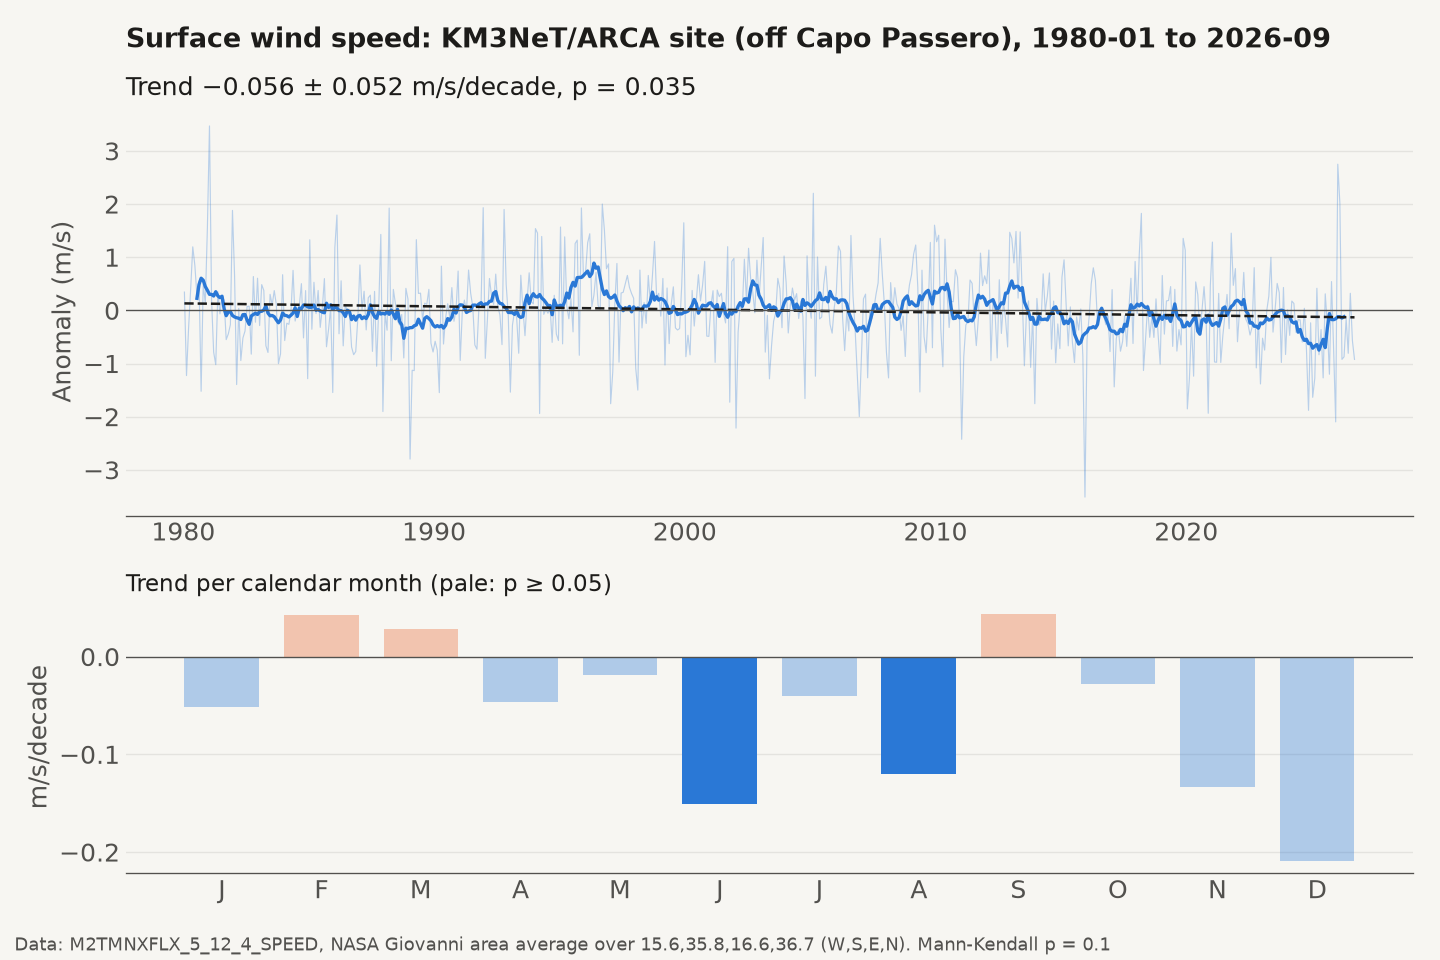 Surface wind speed: KM3NeT/ARCA site (off Capo Passero), 1980-01 to 2026-09
Trend −0.056 ± 0.052 m/s/decade, p = 0.035
Anomaly (m/s)
3
2
1
0
−1
−2
−3
1980 1990 2000 2010 2020
Trend per calendar month (pale: p ≥ 0.05)
m/s/decade
0.0
−0.1
−0.2
J F M A M J J A S O N D
Data: M2TMNXFLX_5_12_4_SPEED, NASA Giovanni area average over 15.6,35.8,16.6,36.7 (W,S,E,N). Mann-Kendall p = 0.1